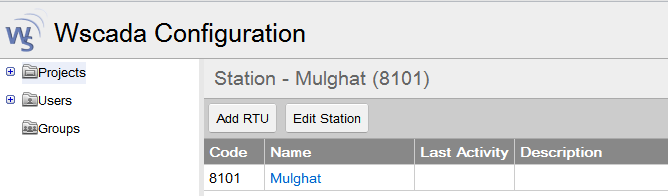 WS Wscada Configuration
Projects
Users
Groups
Station - Mulghat (8101)
Add RTU Edit Station
Code Name Last Activity Description
8101 Mulghat